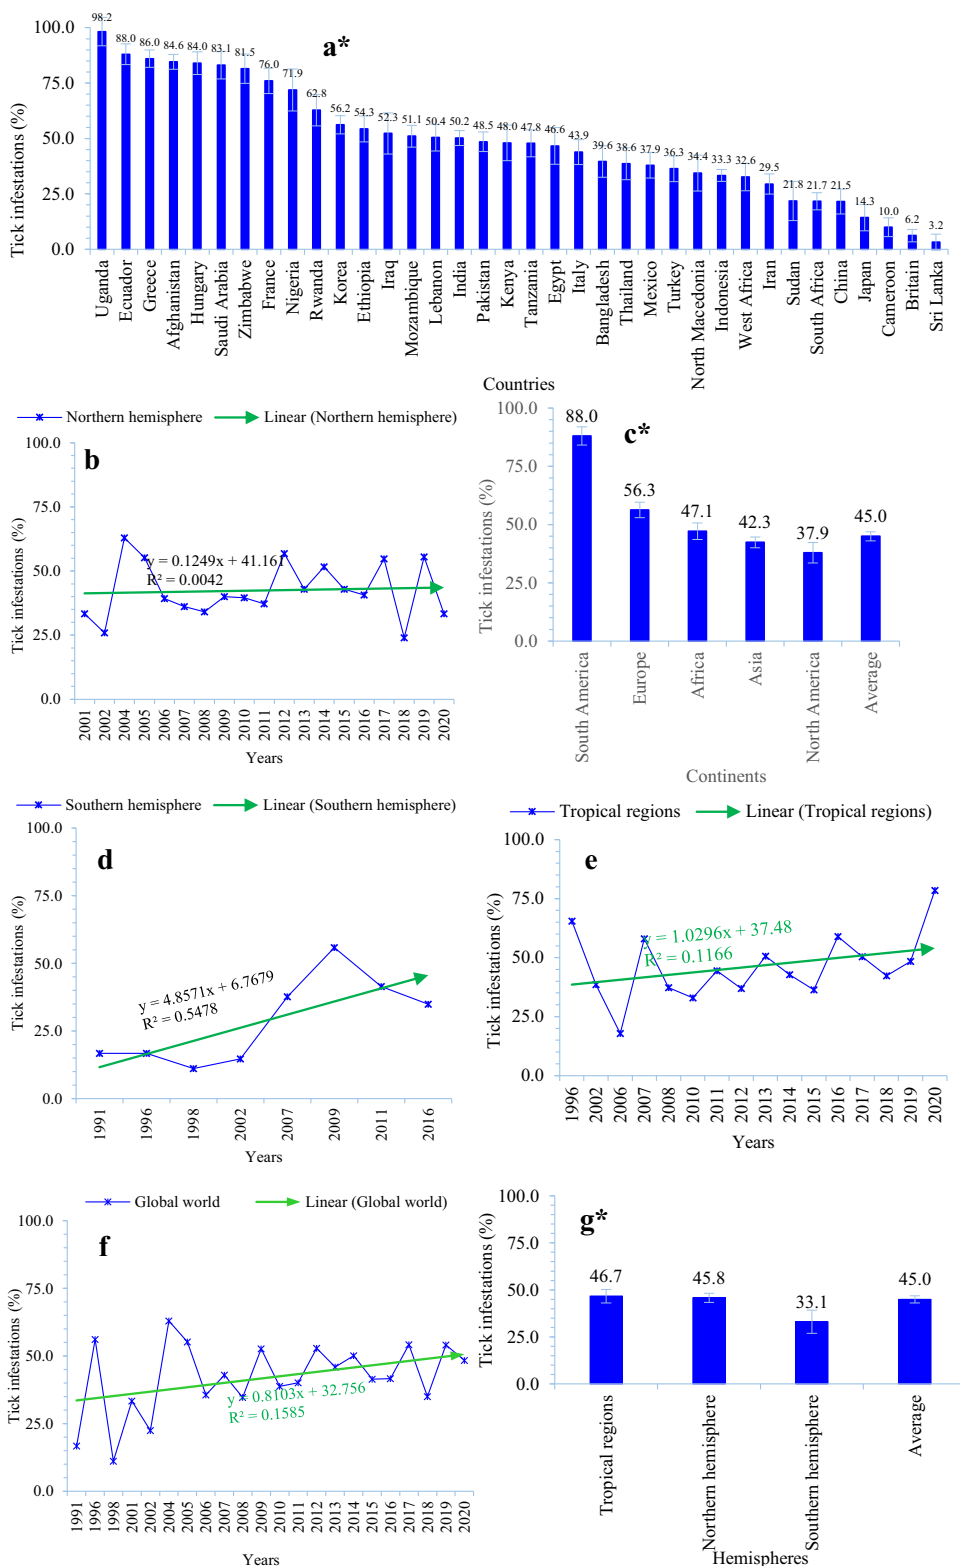 a*
Tick infestations (%)
100.0
75.0
50.0
25.0
0.0
98.2 88.0 86.0 84.6 84.0 83.1 81.5 76.0 71.9 62.8 56.2 54.3 52.3 51.1 50.4 50.2 48.5 48.0 47.8 46.6 43.9 39.6 38.6 37.9 36.3 34.4 33.3 32.6 29.5 21.8 21.7 21.5 14.3 10.0 6.2 3.2
Uganda
Ecuador
Greece
Afghanistan
Hungary
Saudi Arabia
Zimbabwe
France
Nigeria
Rwanda
Korea
Ethiopia
Iraq
Mozambique
Lebanon
India
Pakistan
Kenya
Tanzania
Egypt
Italy
Bangladesh
Thailand
Mexico
Turkey
North Macedonia
Indonesia
West Africa
Iran
Sudan
South Africa
China
Japan
Cameroon
Britain
Sri Lanka
Countries
Northern hemisphere Linear (Northern hemisphere)
b
Tick infestations (%)
100.0
75.0
50.0
25.0
0.0
y = 0.1249x + 41.161
R² = 0.0042
2001 2002 2004 2005 2006 2007 2008 2009 2010 2011 2012 2013 2014 2015 2016 2017 2018 2019 2020
Years
c*
Tick infestations (%)
100.0
75.0
50.0
25.0
0.0
88.0 56.3 47.1 42.3 37.9 45.0
South America
Europe
Africa
Asia
North America
Average
Continents
Southern hemisphere Linear (Southern hemisphere)
d
Tick infestations (%)
100.0
75.0
50.0
25.0
0.0
y = 4.8571x + 6.7679
R² = 0.5478
1991 1996 1998 2002 2007 2009 2011 2016
Years
Tropical regions Linear (Tropical regions)
e
Tick infestations (%)
100.0
75.0
50.0
25.0
0.0
y = 1.0296x + 37.48
R² = 0.1166
1996 2002 2006 2007 2008 2010 2011 2012 2013 2014 2015 2016 2017 2018 2019 2020
Years
Global world Linear (Global world)
f
Tick infestations (%)
100.0
75.0
50.0
25.0
0.0
y = 0.8103x + 32.756
R² = 0.1585
1991 1996 1998 2001 2002 2004 2005 2006 2007 2008 2009 2010 2011 2012 2013 2014 2015 2016 2017 2018 2019 2020
Years
g*
Tick infestations (%)
100.0
75.0
50.0
25.0
0.0
46.7 45.8 33.1 45.0
Tropical regions
Northern hemisphere
Southern hemisphere
Average
Hemispheres